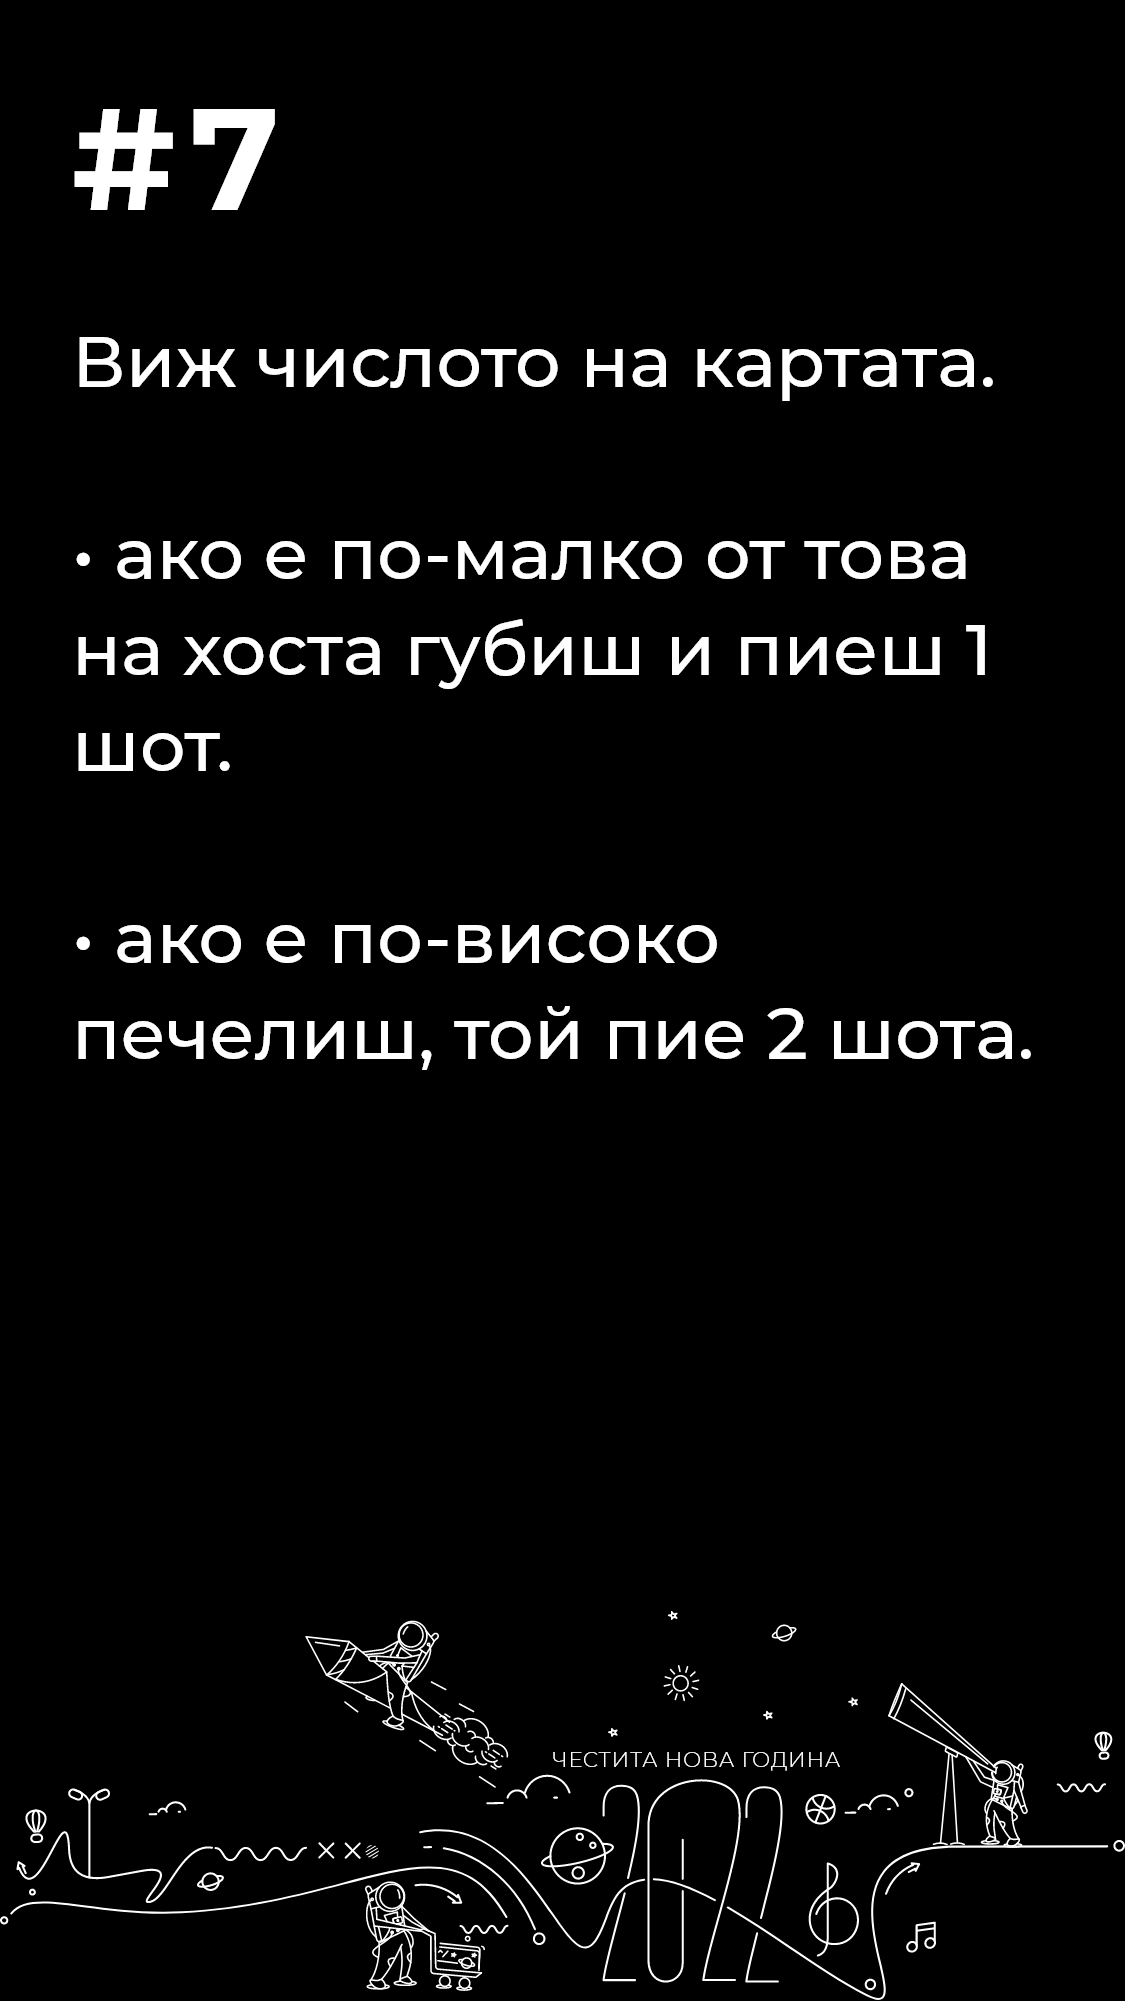 #7
Виж числото на картата.
• ако е по-малко от това
на хоста губиш и пиеш 1
шот.
• ако е по-високо
печелиш, той пие 2 шота.
ЧЕСТИТА НОВА ГОДИНА
2022